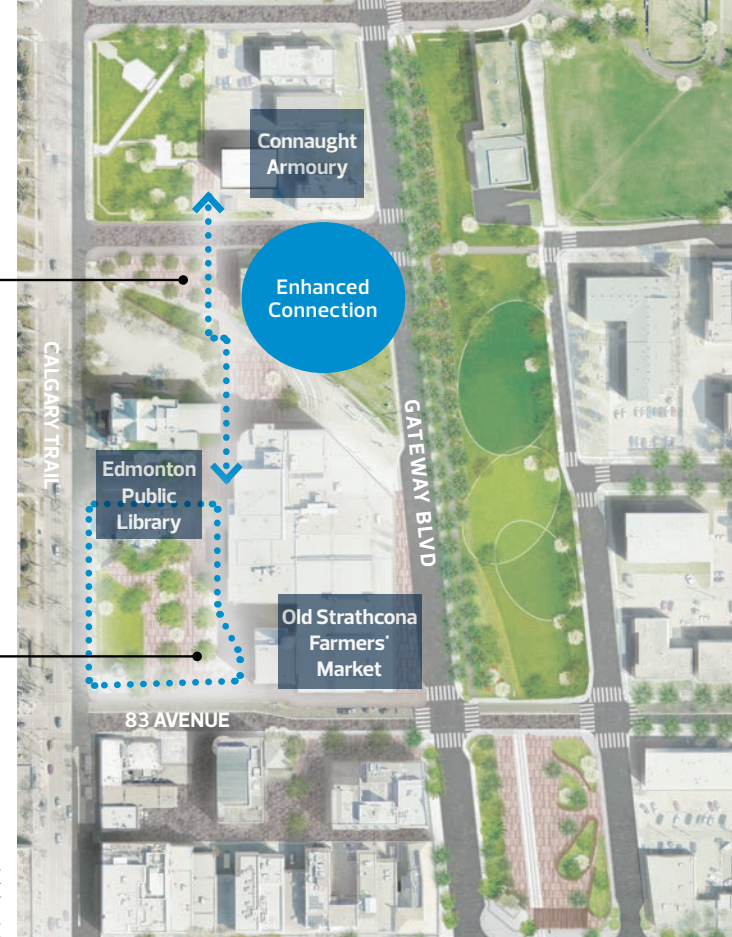 Connaught
Armoury
Enhanced
Connection
CALGARY TRAIL
GATEWAY BLVD
Edmonton
Public
Library
Old Strathcona
Farmers'
Market
83 AVENUE